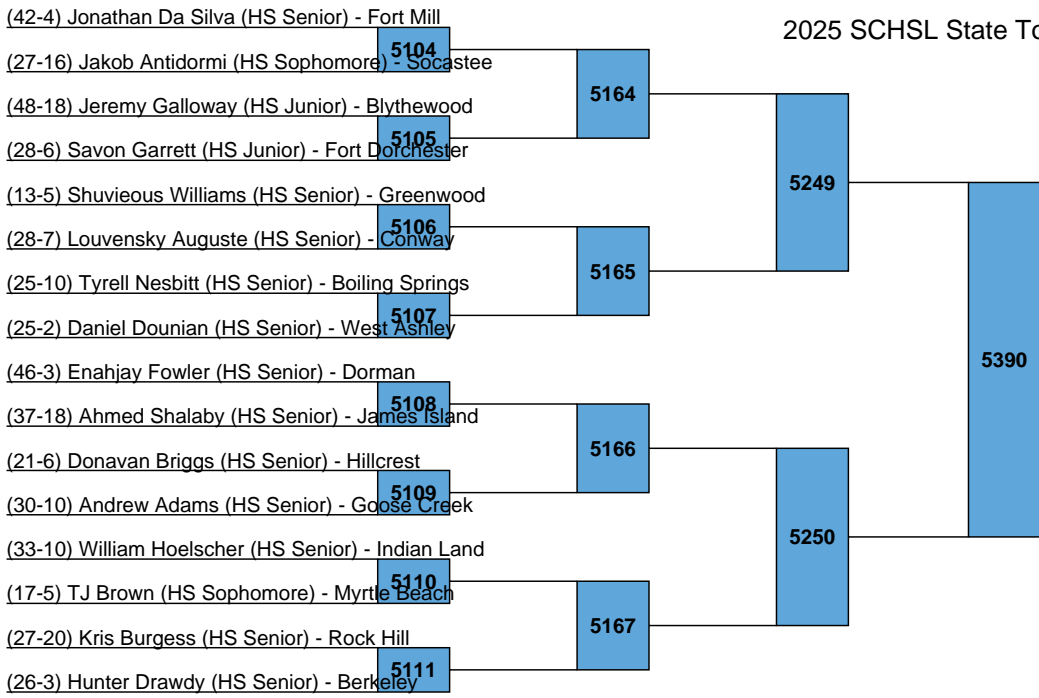 2025 SCHSL State To
(42-4) Jonathan Da Silva (HS Senior) - Fort Mill
5104
(27-16) Jakob Antidormi (HS Sophomore) - Socastee
5164
(48-18) Jeremy Galloway (HS Junior) - Blythewood
5105
(28-6) Savon Garrett (HS Junior) - Fort Dorchester
5249
(13-5) Shuvieous Williams (HS Senior) - Greenwood
5106
(28-7) Louvensky Auguste (HS Senior) - Conway
5165
(25-10) Tyrell Nesbitt (HS Senior) - Boiling Springs
5107
(25-2) Daniel Dounian (HS Senior) - West Ashley
5390
(46-3) Enahjay Fowler (HS Senior) - Dorman
5108
(37-18) Ahmed Shalaby (HS Senior) - James Island
5166
(21-6) Donavan Briggs (HS Senior) - Hillcrest
5109
(30-10) Andrew Adams (HS Senior) - Goose Creek
5250
(33-10) William Hoelscher (HS Senior) - Indian Land
5110
(17-5) TJ Brown (HS Sophomore) - Myrtle Beach
5167
(27-20) Kris Burgess (HS Senior) - Rock Hill
5111
(26-3) Hunter Drawdy (HS Senior) - Berkeley